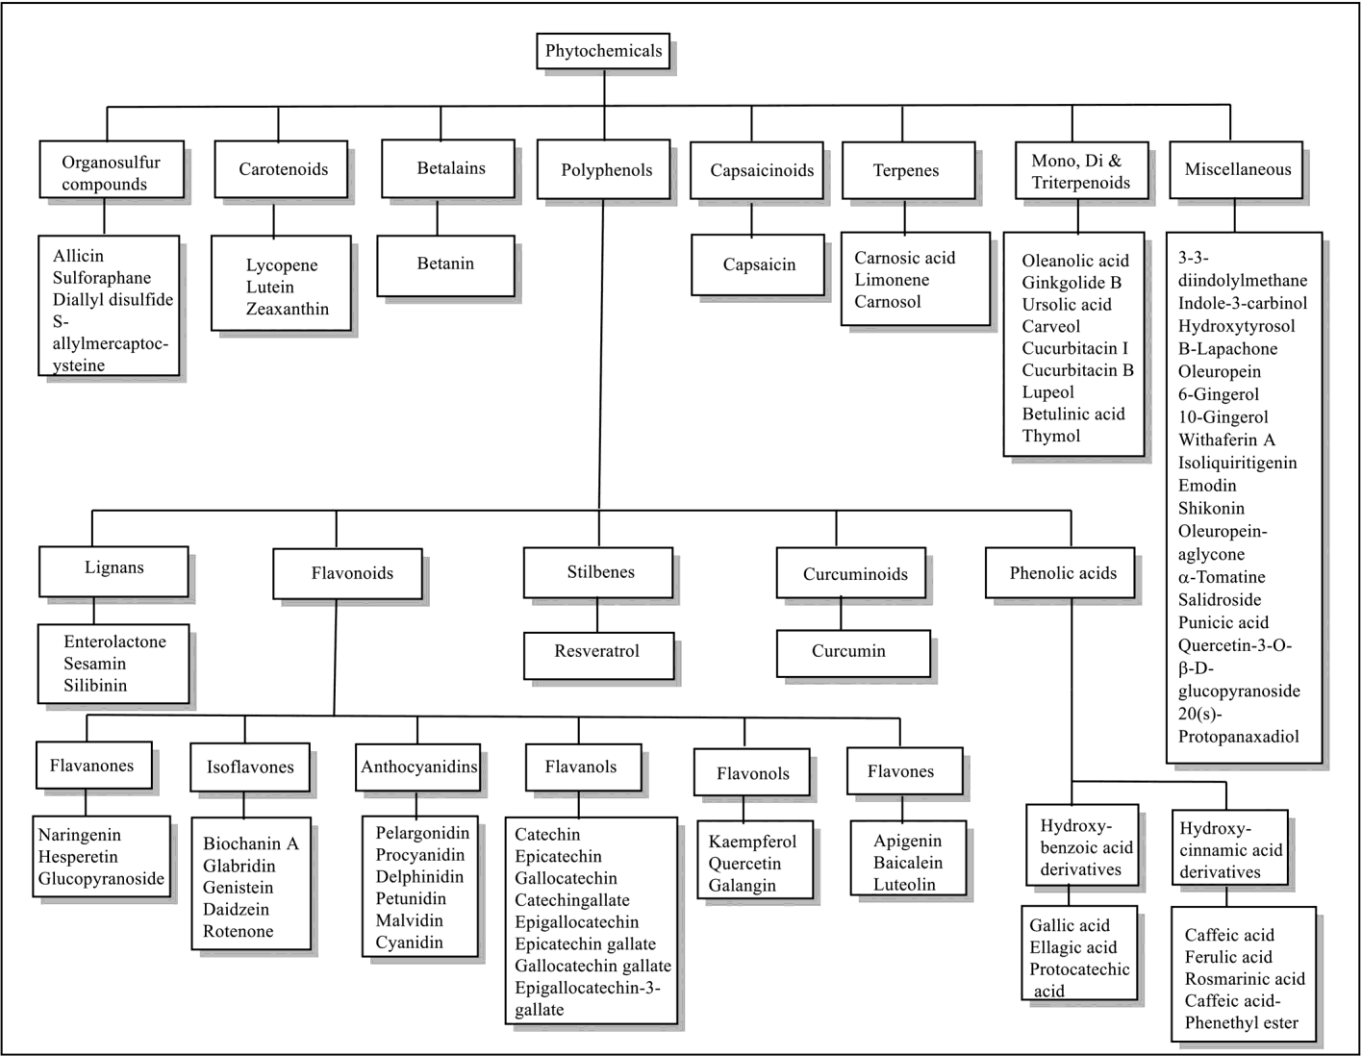 Phytochemicals
Organosulfur
compounds
Carotenoids
Betalains
Polyphenols
Capsaicinoids
Terpenes
Mono, Di &
Triterpenoids
Miscellaneous
Allicin
Sulforaphane
Diallyl disulfide
S-
allylmercaptoc-
ysteine
Lycopene
Lutein
Zeaxanthin
Betanin
Capsaicin
Carnosic acid
Limonene
Carnosol
Oleanolic acid
Ginkgolide B
Ursolic acid
Carveol
Cucurbitacin I
Cucurbitacin B
Lupeol
Betulinic acid
Thymol
3-3-
diindolylmethane
Indole-3-carbinol
Hydroxytyrosol
B-Lapachone
Oleuropein
6-Gingerol
10-Gingerol
Withaferin A
Isoliquiritigenin
Emodin
Shikonin
Oleuropein-
aglycone
α-Tomatine
Salidroside
Punicic acid
Quercetin-3-O-
β-D-
glucopyranoside
20(s)-
Protopanaxadiol
Lignans
Flavonoids
Stilbenes
Curcuminoids
Phenolic acids
Enterolactone
Sesamin
Silibinin
Resveratrol
Curcumin
Flavanones
Isoflavones
Anthocyanidins
Flavanols
Flavonols
Flavones
Naringenin
Hesperetin
Glucopyranoside
Biochanin A
Glabridin
Genistein
Daidzein
Rotenone
Pelargonidin
Procyanidin
Delphinidin
Petunidin
Malvidin
Cyanidin
Catechin
Epicatechin
Gallocatechin
Catechingallate
Epigallocatechin
Epicatechin gallate
Gallocatechin gallate
Epigallocatechin-3-
gallate
Kaempferol
Quercetin
Galangin
Apigenin
Baicalein
Luteolin
Hydroxy-
benzoic acid
derivatives
Hydroxy-
cinnamic acid
derivatives
Gallic acid
Ellagic acid
Protocatechic
acid
Caffeic acid
Ferulic acid
Rosmarinic acid
Caffeic acid-
Phenethyl ester